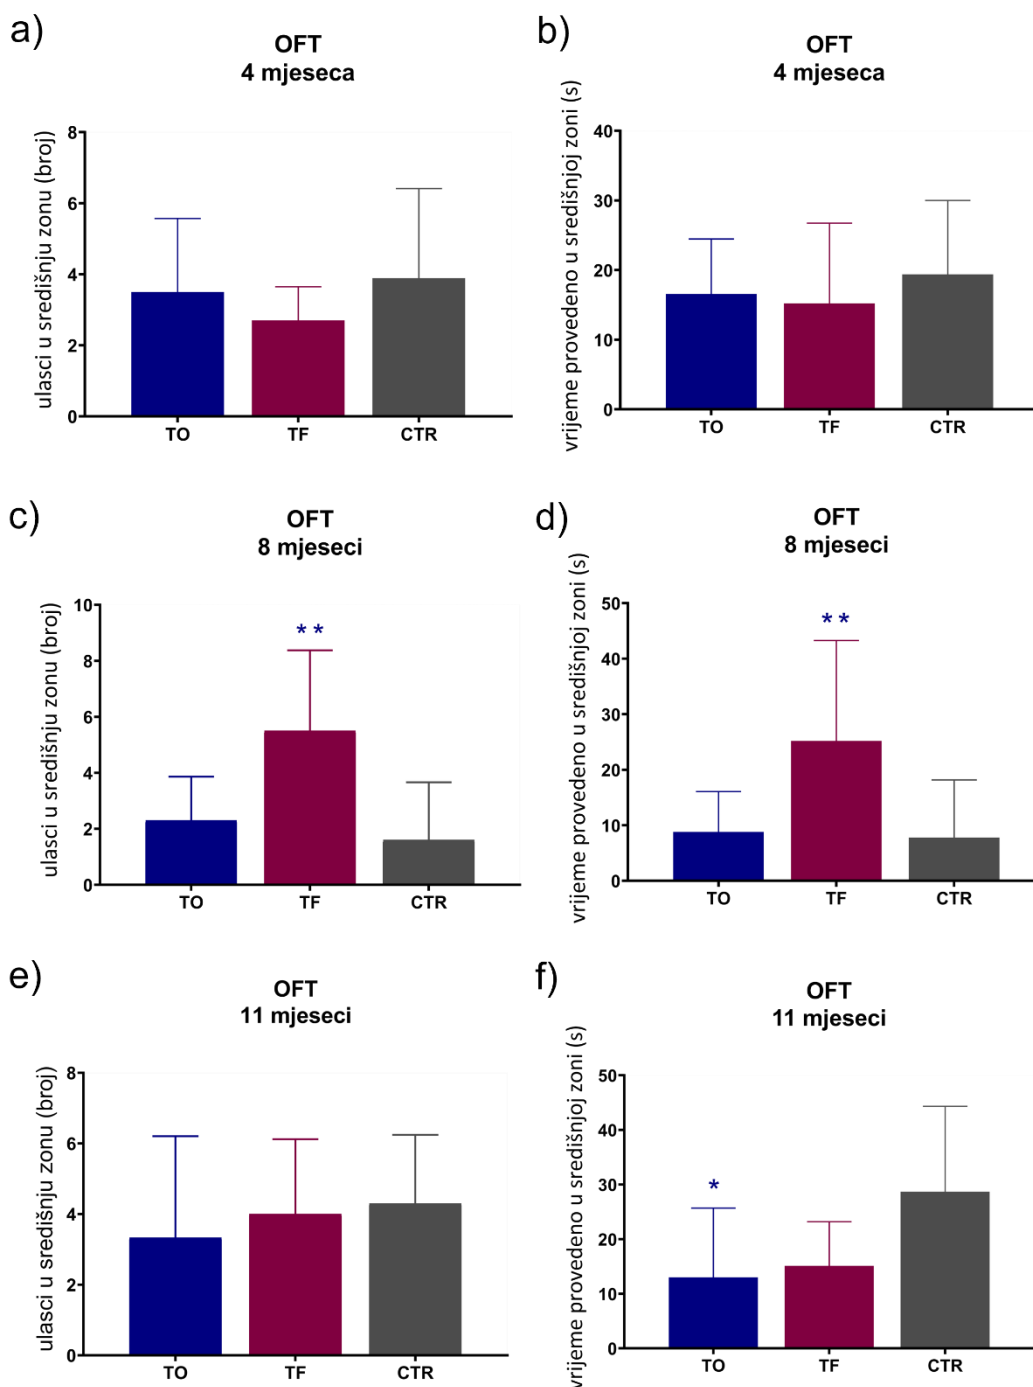 a)
OFT
4 mjeseca
ulasci u središnju zonu (broj)
8
6
4
2
0
TO TF CTR
b)
OFT
4 mjeseca
vrijeme provedeno u središnjoj zoni (s)
40
30
20
10
0
TO TF CTR
c)
OFT
8 mjeseci
ulasci u središnju zonu (broj)
10
8
6
4
2
0
**
TO TF CTR
d)
OFT
8 mjeseci
vrijeme provedeno u središnjoj zoni (s)
50
40
30
20
10
0
**
TO TF CTR
e)
OFT
11 mjeseci
ulasci u središnju zonu (broj)
8
6
4
2
0
TO TF CTR
f)
OFT
11 mjeseci
vrijeme provedeno u središnjoj zoni (s)
50
40
30
20
10
0
*
TO TF CTR